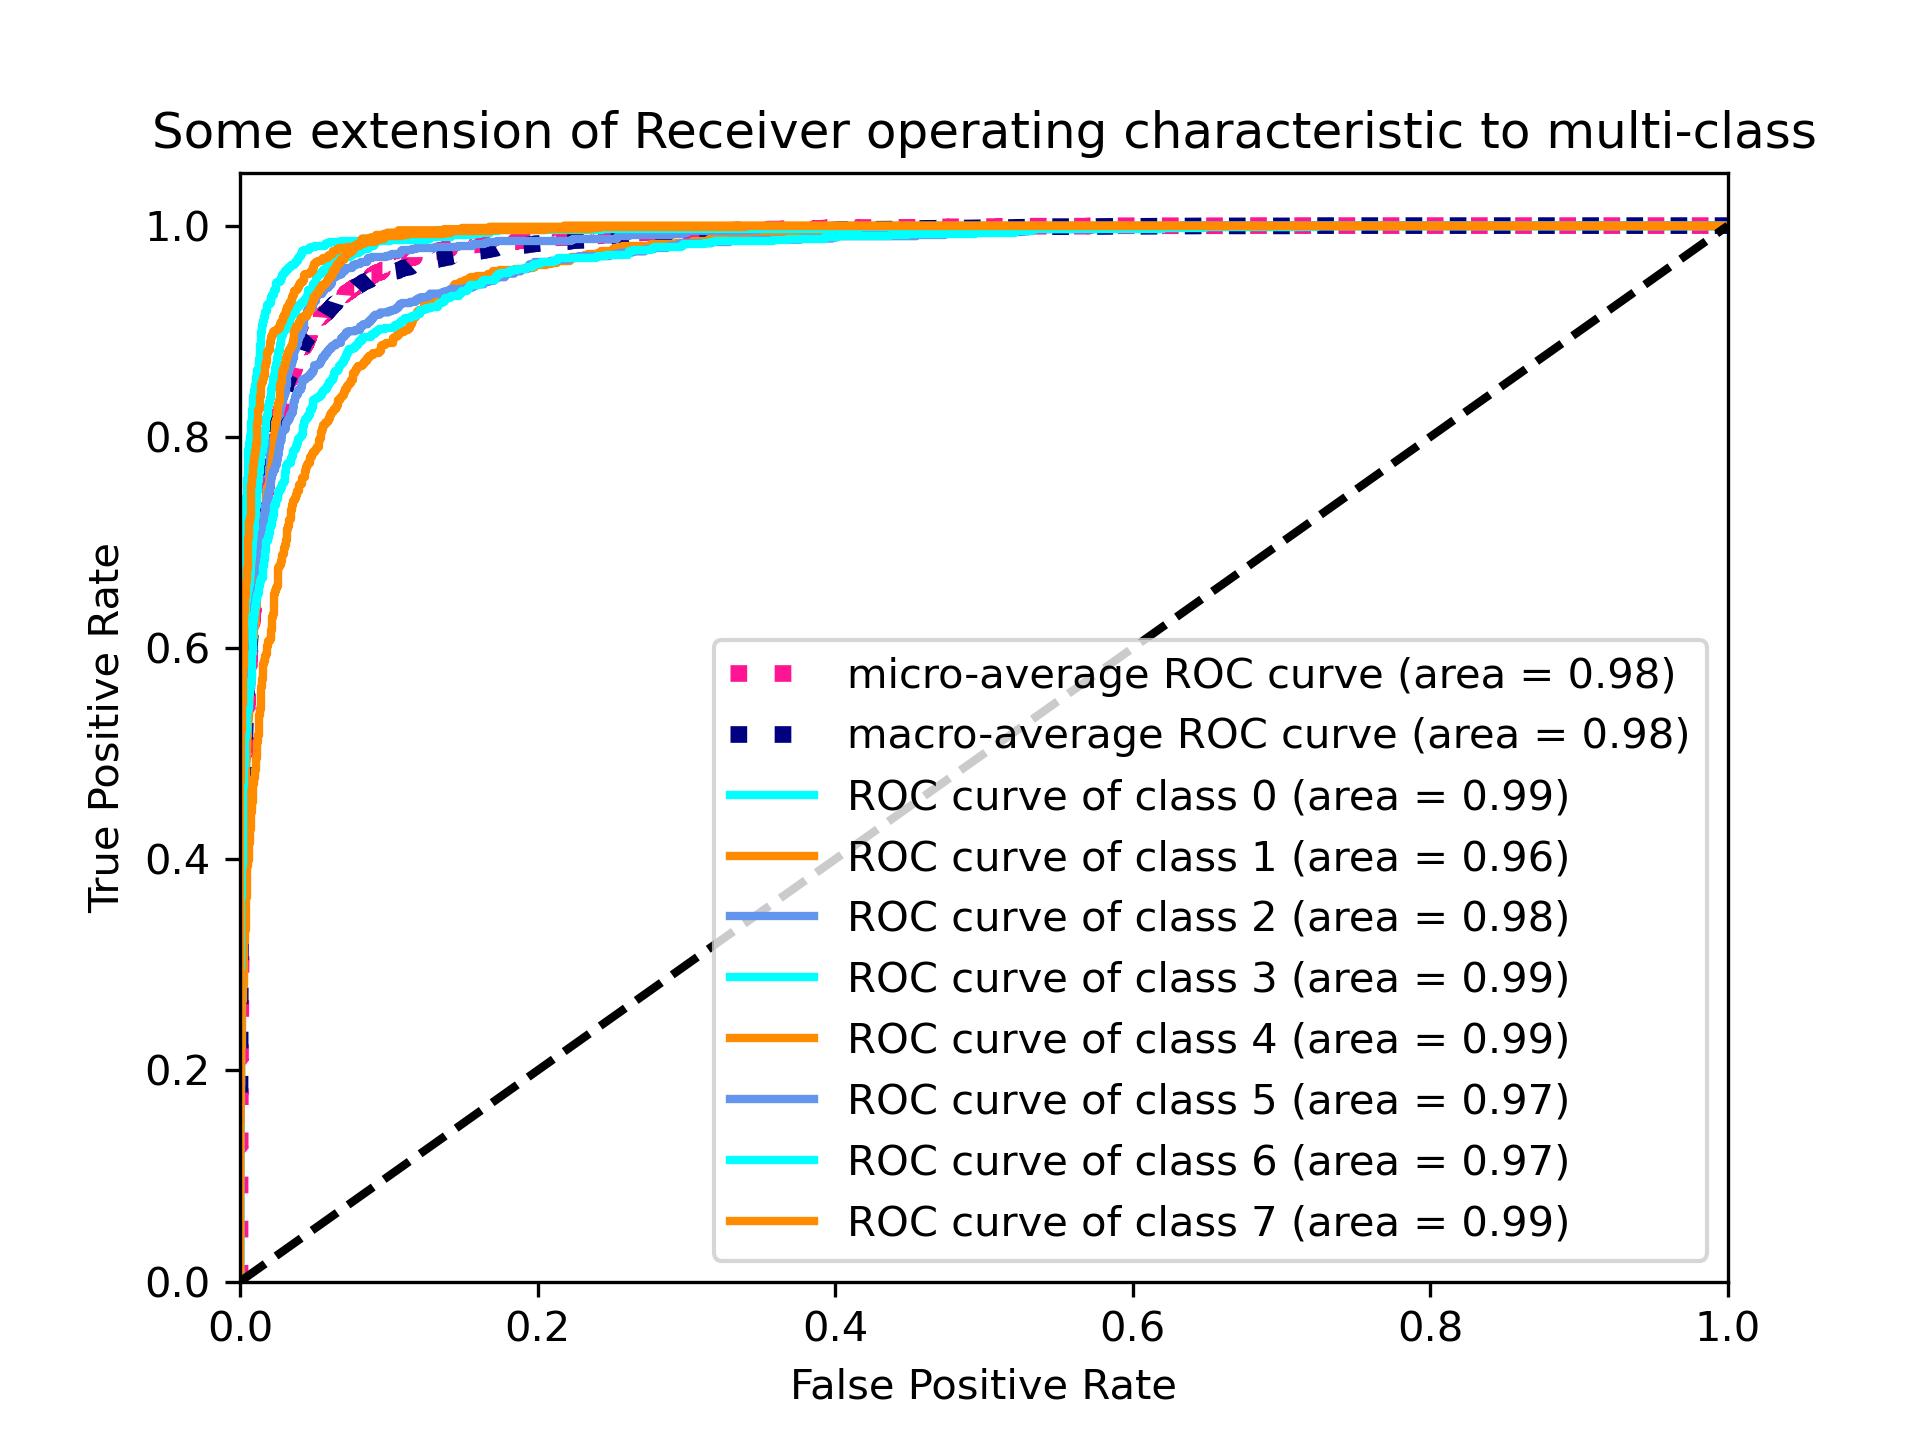 Some extension of Receiver operating characteristic to multi-class
1.0
0.8
0.6
0.4
0.2
0.0
True Positive Rate
micro-average ROC curve (area = 0.98)
macro-average ROC curve (area = 0.98)
ROC curve of class 0 (area = 0.99)
ROC curve of class 1 (area = 0.96)
ROC curve of class 2 (area = 0.98)
ROC curve of class 3 (area = 0.99)
ROC curve of class 4 (area = 0.99)
ROC curve of class 5 (area = 0.97)
ROC curve of class 6 (area = 0.97)
ROC curve of class 7 (area = 0.99)
0.0 0.2 0.4 0.6 0.8 1.0
False Positive Rate